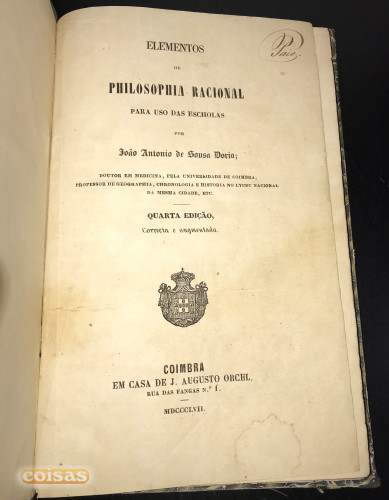 ELEMENTOS
DE
PHILOSOPHIA RACIONAL
PARA USO DAS ESCHOLAS
POR
João Antonio de Sousa Doria;
DOUTOR EM MEDICINA, PELA UNIVERSIDADE DE COIMBRA,
PROFESSOR DE GEOGRAPHIA, CHRONOLOGIA E HISTORIA NO LYCEU NACIONAL
DA MESMA CIDADE, ETC.
QUARTA EDIÇÃO,
Correcta e augmentada.
COIMBRA
EM CASA DE J. AUGUSTO ORCEL,
RUA DAS FANGAS N.º 1.
MDCCCLVII.
coisas